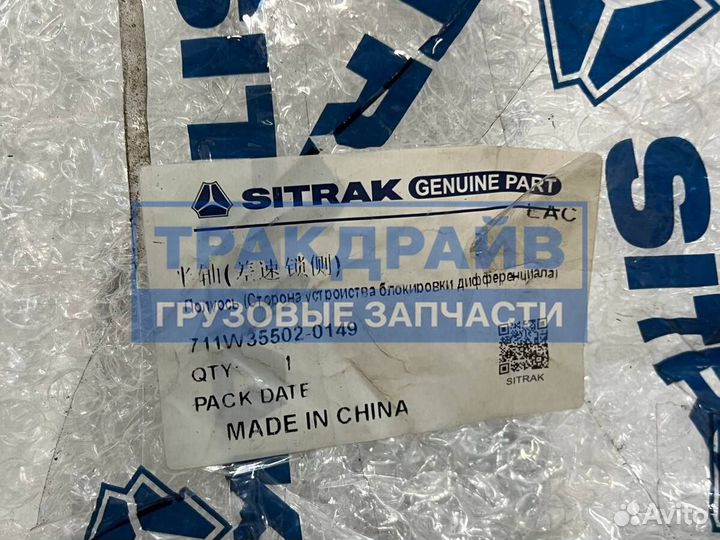 SITRAK GENUINE PART
EAC
ТРАКДРАЙВ
半轴(差速锁侧)
Полуось (Сторона устройства блокировки дифференциала)
ГРУЗОВЫЕ ЗАПЧАСТИ
711W35502-0149
QTY: 1
SITRAK
PACK DATE
MADE IN CHINA
Avito